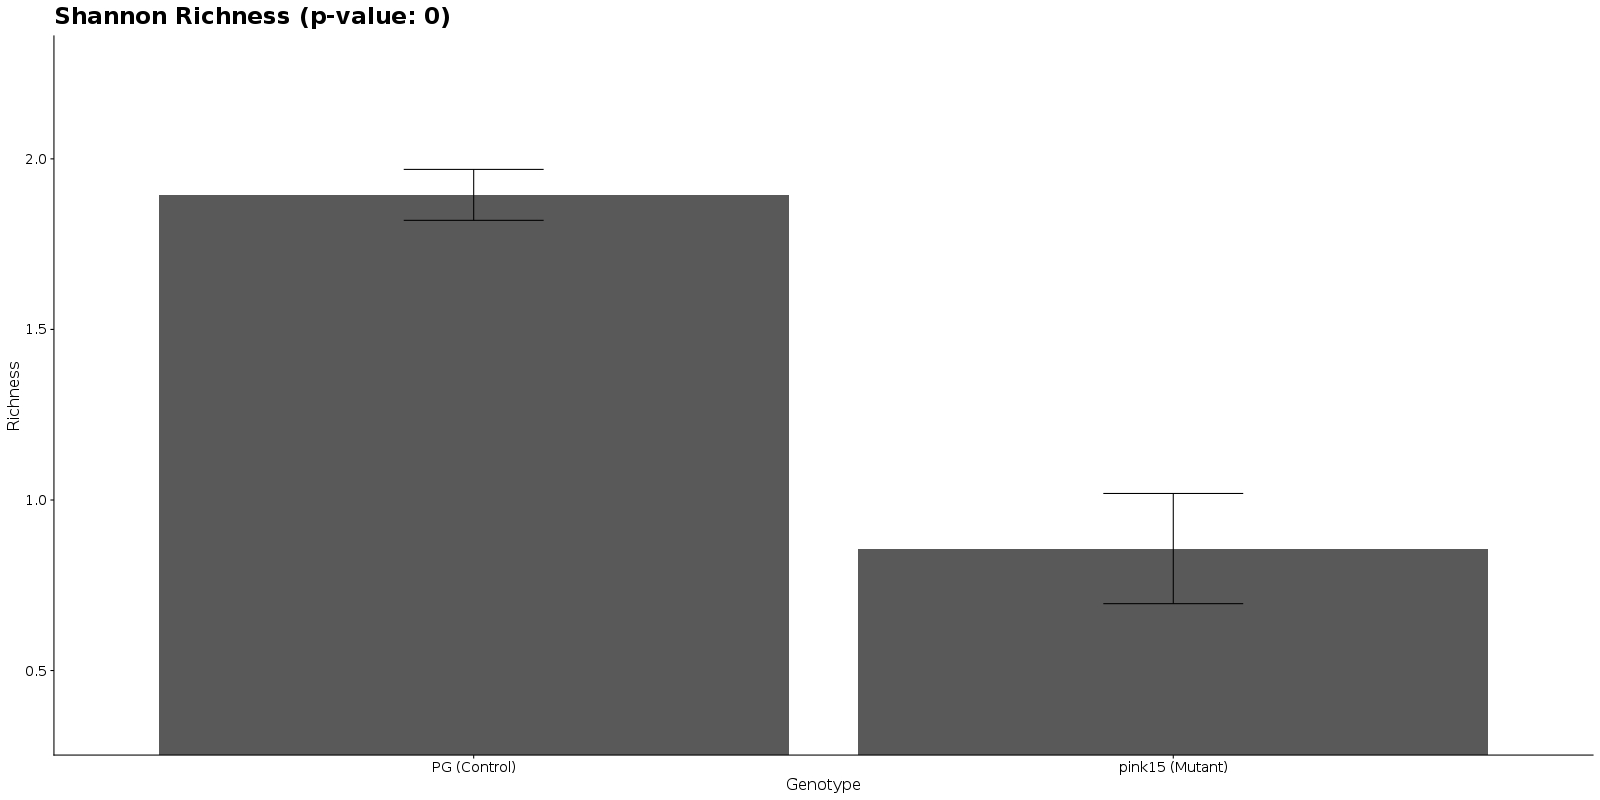 Shannon Richness (p-value: 0)
Richness
2.0
1.5
1.0
0.5
PG (Control)
pink15 (Mutant)
Genotype